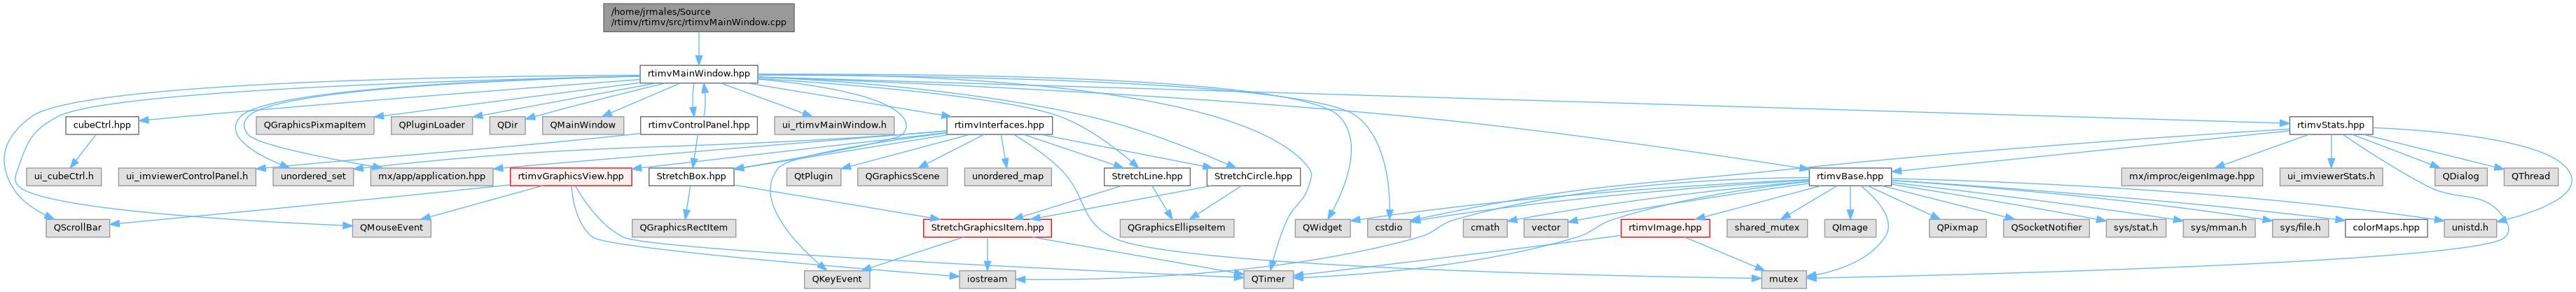 /home/jrmales/Source
/rtimv/rtimv/src/rtimvMainWindow.cpp
rtimvMainWindow.hpp
cubeCtrl.hpp
QGraphicsPixmapItem
QPluginLoader
QDir
QMainWindow
rtimvControlPanel.hpp
ui_rtimvMainWindow.h
rtimvInterfaces.hpp
rtimvStats.hpp
ui_cubeCtrl.h
ui_imviewerControlPanel.h
unordered_set
mx/app/application.hpp
rtimvGraphicsView.hpp
StretchBox.hpp
QtPlugin
QGraphicsScene
unordered_map
StretchLine.hpp
StretchCircle.hpp
rtimvBase.hpp
mx/improc/eigenImage.hpp
ui_imviewerStats.h
QDialog
QThread
QScrollBar
QMouseEvent
QGraphicsRectItem
StretchGraphicsItem.hpp
QGraphicsEllipseItem
QWidget
cstdio
cmath
vector
rtimvImage.hpp
shared_mutex
QImage
QPixmap
QSocketNotifier
sys/stat.h
sys/mman.h
sys/file.h
colorMaps.hpp
unistd.h
QKeyEvent
iostream
QTimer
mutex